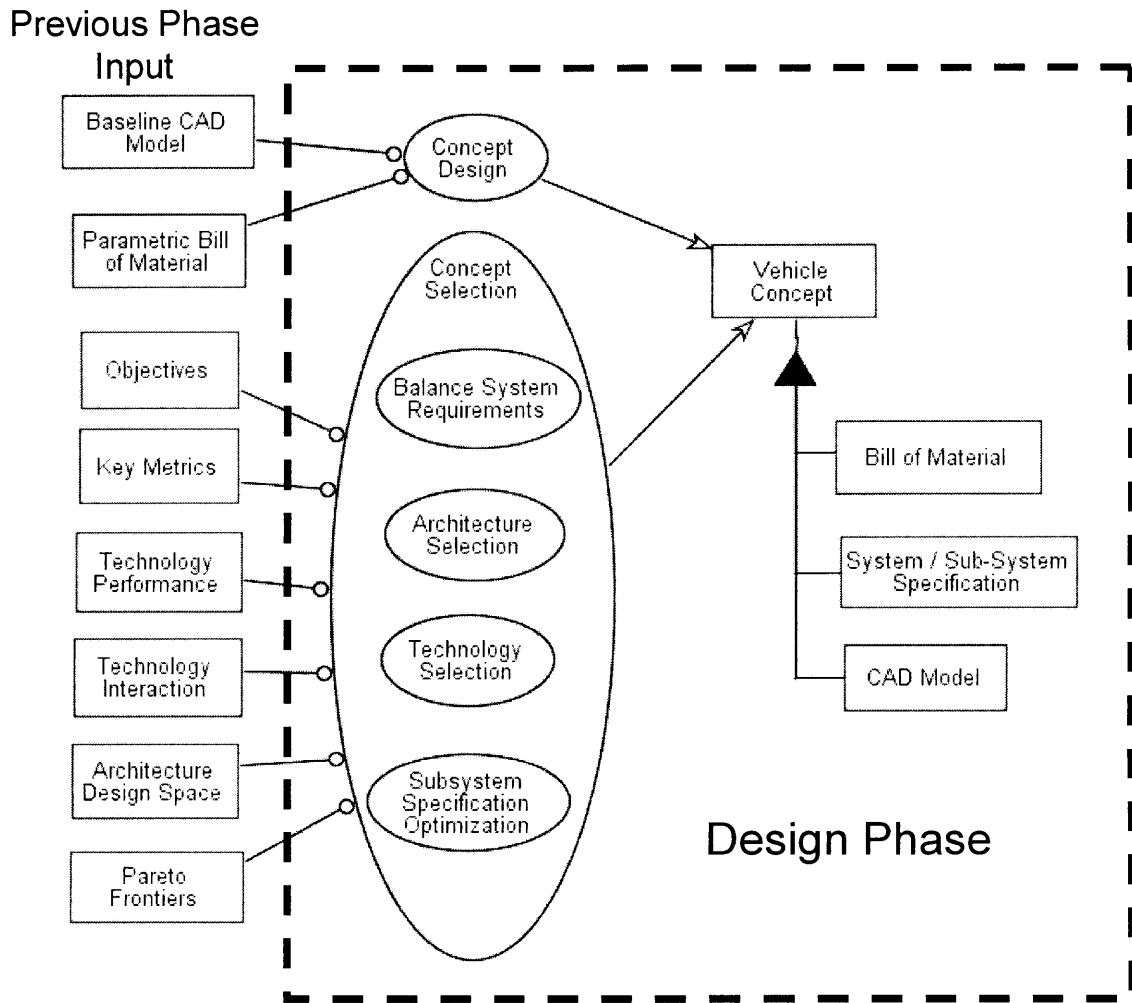 Previous Phase
Input
Baseline CAD
Model
Parametric Bill
of Material
Objectives
Key Metrics
Technology
Performance
Technology
Interaction
Architecture
Design Space
Pareto
Frontiers
Concept
Design
Concept
Selection
Balance System
Requirements
Architecture
Selection
Technology
Selection
Subsystem
Specification
Optimization
Vehicle
Concept
Bill of Material
System / Sub-System
Specification
CAD Model
Design Phase